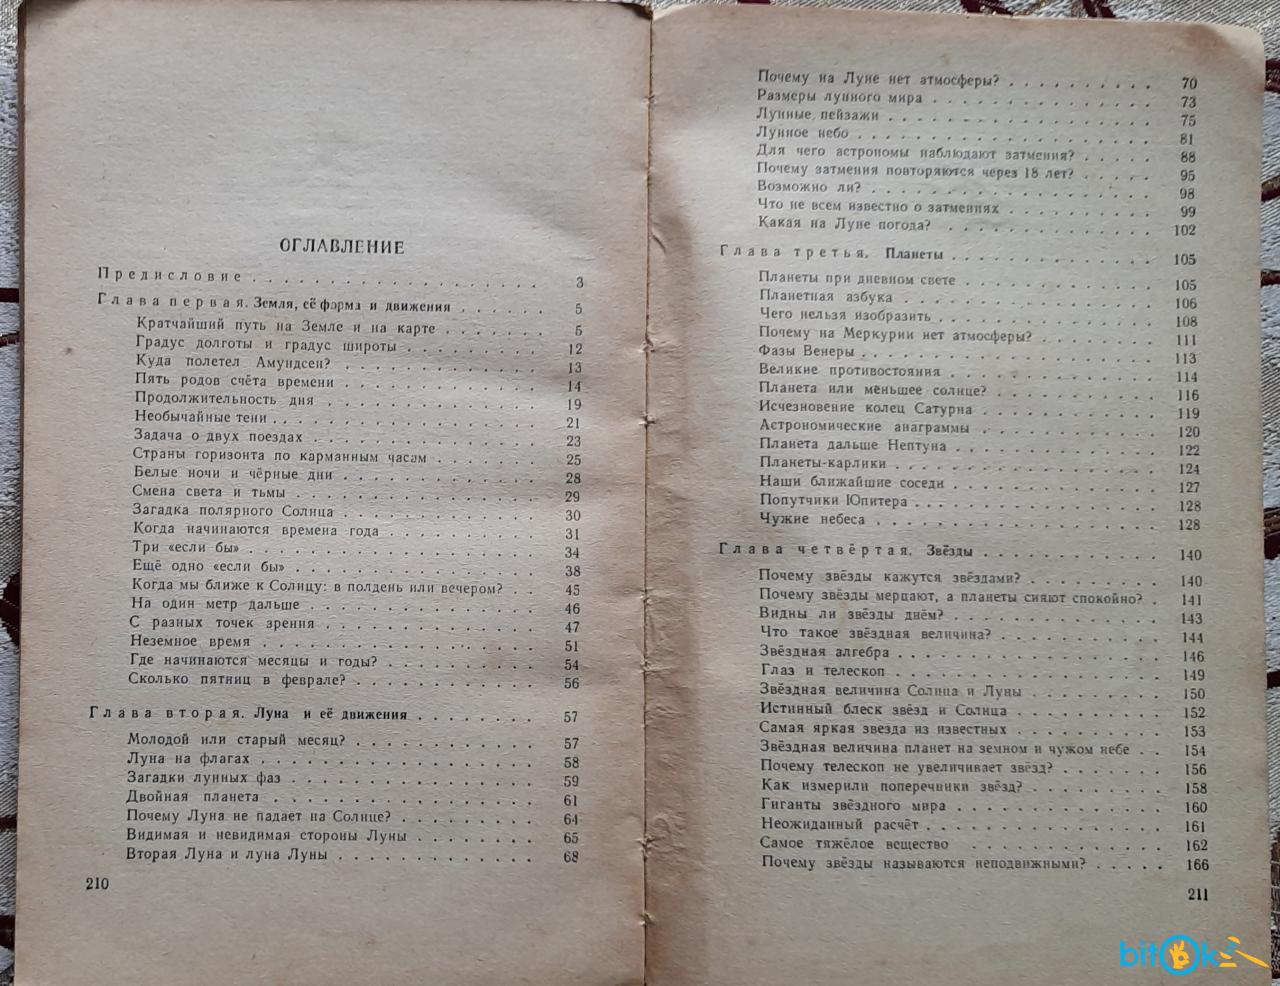 ОГЛАВЛЕНИЕ
Предисловие . . . . . . . . . . . . . . . . 3
Глава первая. Земля, её форма и движения . . . . . . 5
Кратчайший путь на Земле и на карте . . . . . . 5
Градус долготы и градус широты . . . . . . . . 12
Куда полетел Амундсен? . . . . . . . . . . . 13
Пять родов счёта времени . . . . . . . . . . 14
Продолжительность дня . . . . . . . . . . . 19
Необычайные тени . . . . . . . . . . . . . 21
Задача о двух поездах . . . . . . . . . . . . 23
Страны горизонта по карманным часам . . . . . . 25
Белые ночи и чёрные дни . . . . . . . . . . 28
Смена света и тьмы . . . . . . . . . . . . 29
Загадка полярного Солнца . . . . . . . . . . 30
Когда начинаются времена года . . . . . . . . 31
Три «если бы» . . . . . . . . . . . . . . 34
Ещё одно «если бы» . . . . . . . . . . . . 38
Когда мы ближе к Солнцу: в полдень или вечером? . . 45
На один метр дальше . . . . . . . . . . . 46
С разных точек зрения . . . . . . . . . . . 47
Неземное время . . . . . . . . . . . . . . 51
Где начинаются месяцы и годы? . . . . . . . . 54
Сколько пятниц в феврале? . . . . . . . . . . 56
Глава вторая. Луна и её движения . . . . . . . . 57
Молодой или старый месяц? . . . . . . . . . . 57
Луна на флагах . . . . . . . . . . . . . . 58
Загадки лунных фаз . . . . . . . . . . . . 59
Двойная планета . . . . . . . . . . . . . . 61
Почему Луна не падает на Солнце? . . . . . . . 64
Видимая и невидимая стороны Луны . . . . . . . 65
Вторая Луна и луна Луны . . . . . . . . . . 68
210
Почему на Луне нет атмосферы? . . . . . . . . . 70
Размеры лунного мира . . . . . . . . . . . 73
Лунные пейзажи . . . . . . . . . . . . . . 75
Лунное небо . . . . . . . . . . . . . . . 81
Для чего астрономы наблюдают затмения? . . . . . 88
Почему затмения повторяются через 18 лет? . . . . . 95
Возможно ли? . . . . . . . . . . . . . . . 98
Что не всем известно о затмениях . . . . . . . . 99
Какая на Луне погода? . . . . . . . . . . . 102
Глава третья. Планеты . . . . . . . . . . . 105
Планеты при дневном свете . . . . . . . . . . 105
Планетная азбука . . . . . . . . . . . . . 106
Чего нельзя изобразить . . . . . . . . . . . 108
Почему на Меркурии нет атмосферы? . . . . . . . 111
Фазы Венеры . . . . . . . . . . . . . . . 113
Великие противостояния . . . . . . . . . . . 114
Планета или меньшее солнце? . . . . . . . . . 116
Исчезновение колец Сатурна . . . . . . . . . . 119
Астрономические анаграммы . . . . . . . . . . 120
Планета дальше Нептуна . . . . . . . . . . . 122
Планеты-карлики . . . . . . . . . . . . . 124
Наши ближайшие соседи . . . . . . . . . . . 127
Попутчики Юпитера . . . . . . . . . . . . . 128
Чужие небеса . . . . . . . . . . . . . . . 128
Глава четвёртая. Звёзды . . . . . . . . . . 140
Почему звёзды кажутся звёздами? . . . . . . . . 140
Почему звёзды мерцают, а планеты сияют спокойно? . 141
Видны ли звёзды днём? . . . . . . . . . . . 143
Что такое звёздная величина? . . . . . . . . . 144
Звёздная алгебра . . . . . . . . . . . . . 146
Глаз и телескоп . . . . . . . . . . . . . . 149
Звёздная величина Солнца и Луны . . . . . . . . 150
Истинный блеск звёзд и Солнца . . . . . . . . . 152
Самая яркая звезда из известных . . . . . . . . 153
Звёздная величина планет на земном и чужом небе . . 154
Почему телескоп не увеличивает звёзд? . . . . . . 156
Как измерили поперечники звёзд? . . . . . . . . 158
Гиганты звёздного мира . . . . . . . . . . . 160
Неожиданный расчёт . . . . . . . . . . . . 161
Самое тяжёлое вещество . . . . . . . . . . . 162
Почему звёзды называются неподвижными? . . . . . 166
211
bitOk